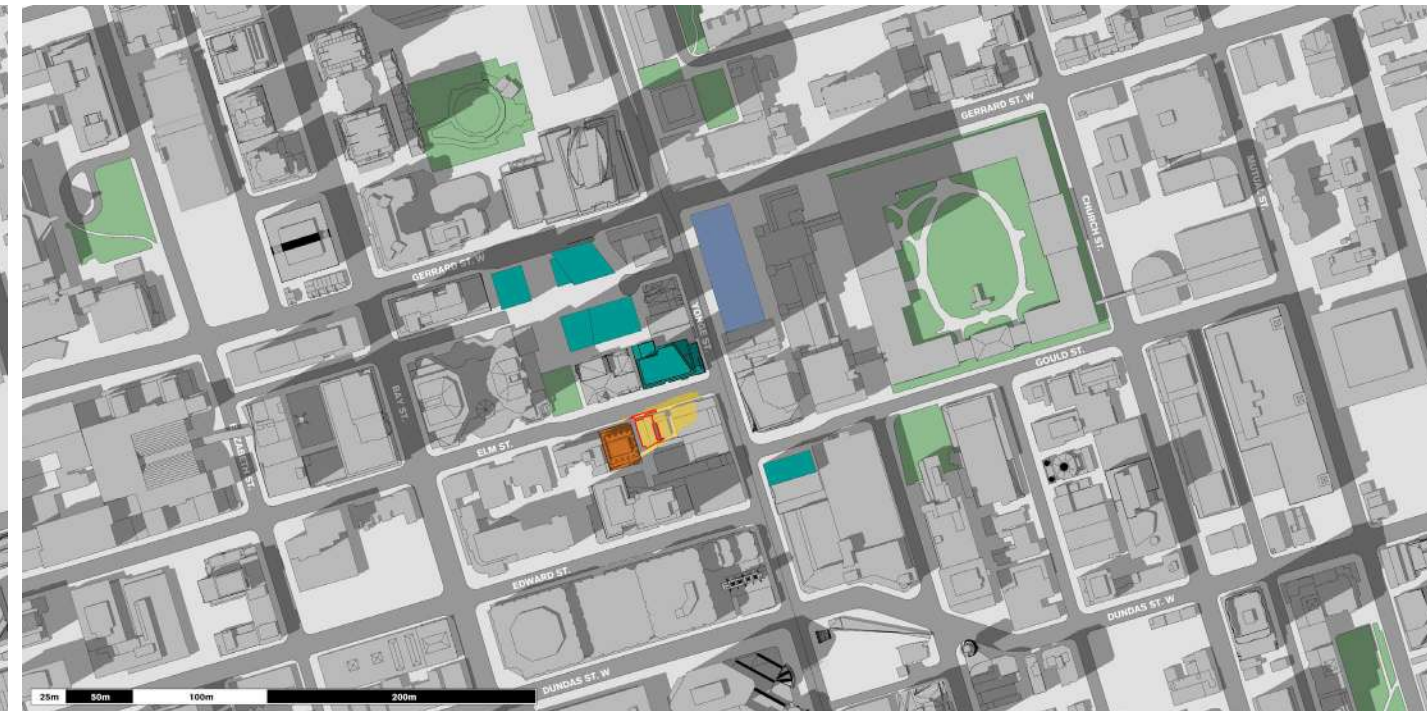 GERRARD ST. W
MUTUAL ST.
CHURCH ST.
GERRARD ST. W
YONGE ST.
GOULD ST.
BAY ST.
ELM ST.
ELIZABETH ST.
EDWARD ST.
DUNDAS ST. W
DUNDAS ST. W
25m 50m 100m 200m